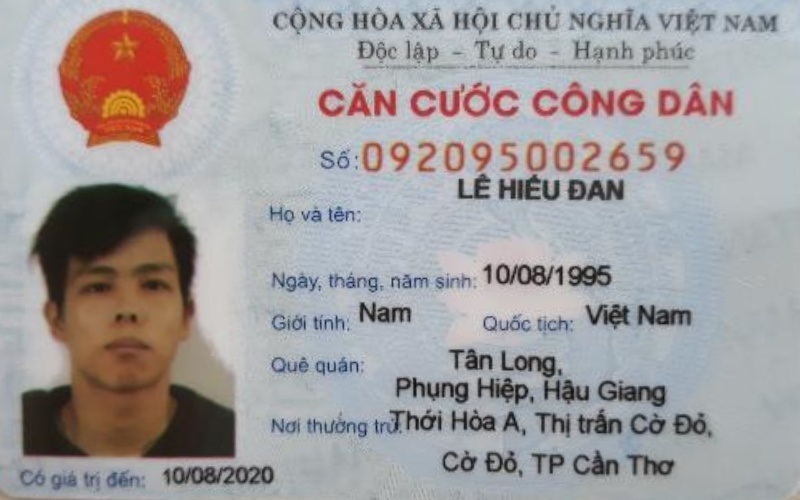 CỘNG HÒA XÃ HỘI CHỦ NGHĨA VIỆT NAM
Độc lập - Tự do - Hạnh phúc
CĂN CƯỚC CÔNG DÂN
Số: 092095002659
LÊ HIẾU ĐAN
Họ và tên:
Ngày, tháng, năm sinh: 10/08/1995
Giới tính: Nam Quốc tịch: Việt Nam
Quê quán: Tân Long,
Phụng Hiệp, Hậu Giang
Nơi thường trú: Thới Hòa A, Thị trấn Cờ Đỏ,
Cờ Đỏ, TP Cần Thơ
Có giá trị đến: 10/08/2020